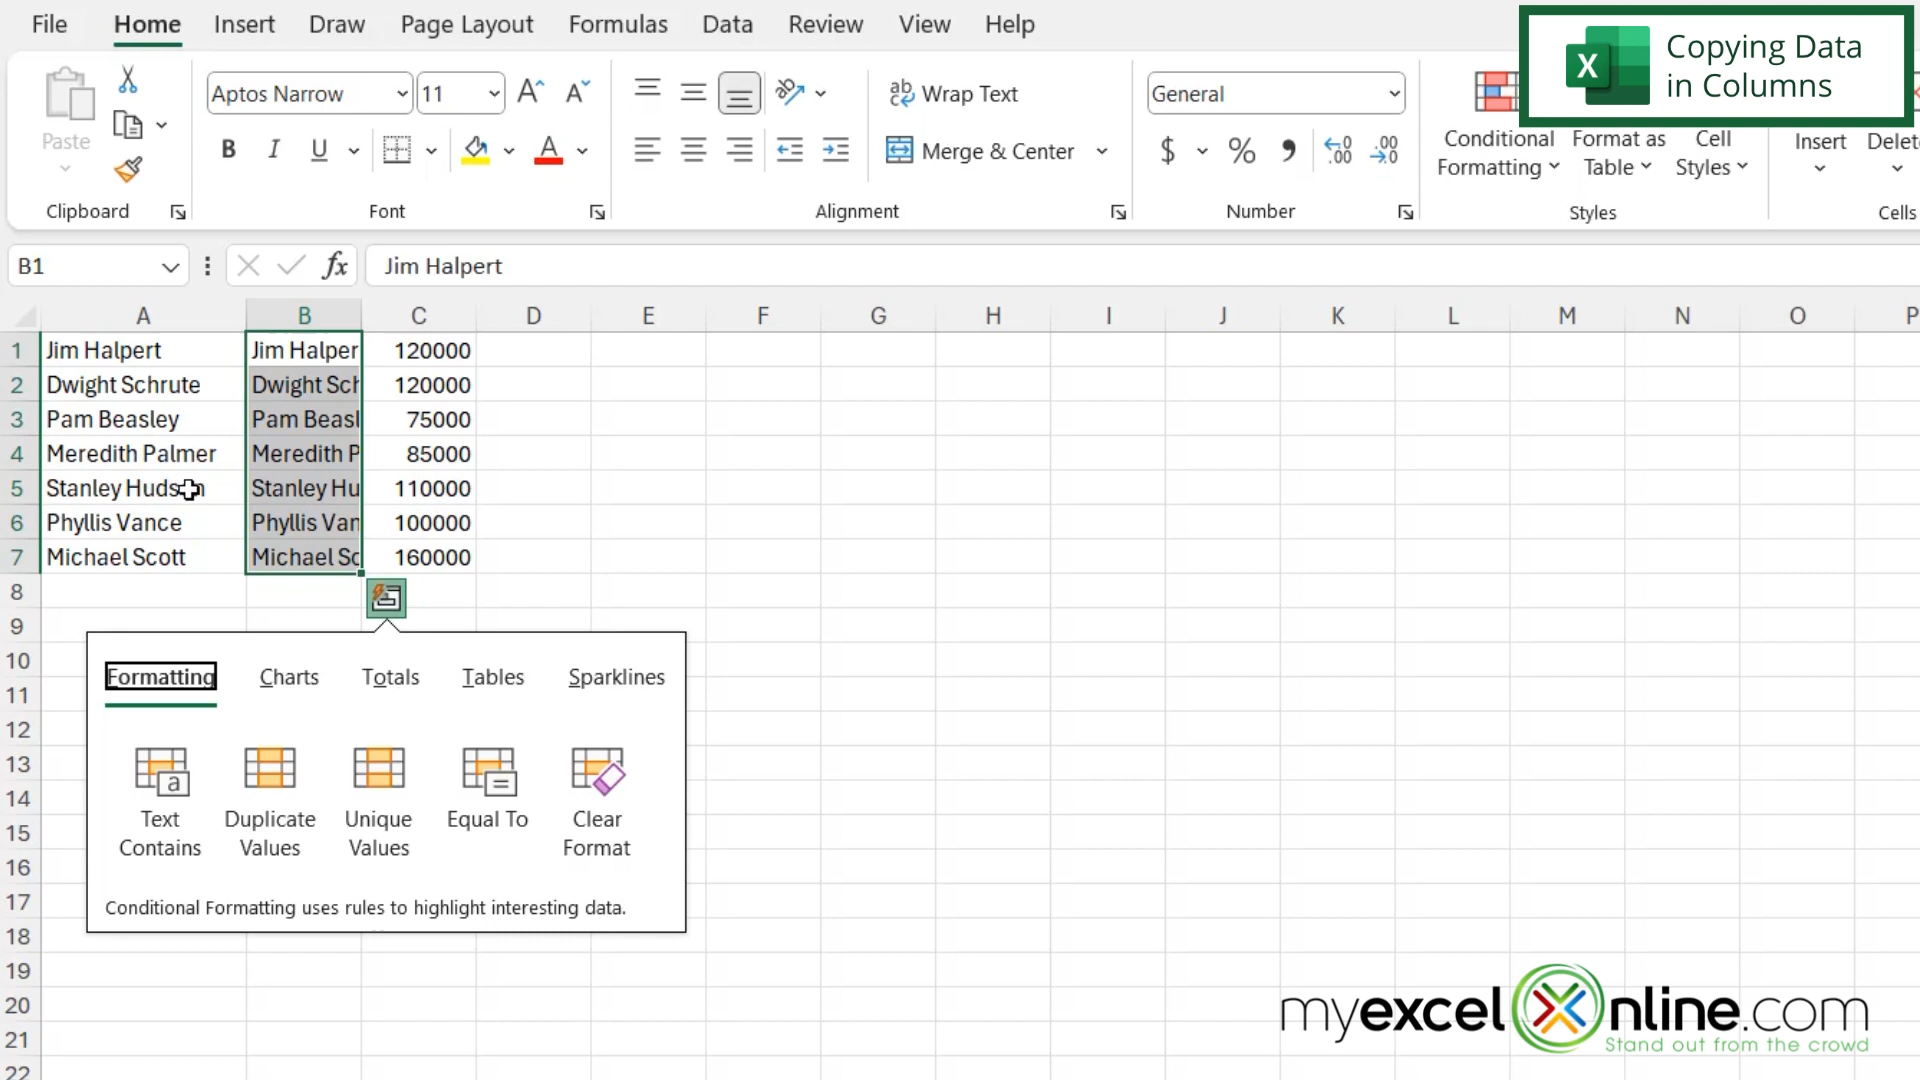 File Home Insert Draw Page Layout Formulas Data Review View Help
Copying Data
in Columns
Aptos Narrow 11
Wrap Text
General
Paste
B I U
Merge & Center
$ % 9 .00 .00
Conditional
Formatting
Format as
Table
Cell
Styles
Insert
Clipboard Font Alignment Number Styles Cells
B1 fx Jim Halpert
A B C D E F G H I J K L M N O P
1 Jim Halpert Jim Halper 120000
2 Dwight Schrute Dwight Sch 120000
3 Pam Beasley Pam Beasl 75000
4 Meredith Palmer Meredith P 85000
5 Stanley Hudson Stanley Hu 110000
6 Phyllis Vance Phyllis Van 100000
7 Michael Scott Michael Sc 160000
8
9
10
11
12
13
14
15
16
17
18
19
20
21
22
Formatting Charts Totals Tables Sparklines
Text
Contains
Duplicate
Values
Unique
Values
Equal To
Clear
Format
Conditional Formatting uses rules to highlight interesting data.
myexcelOnline.com
Stand out from the crowd